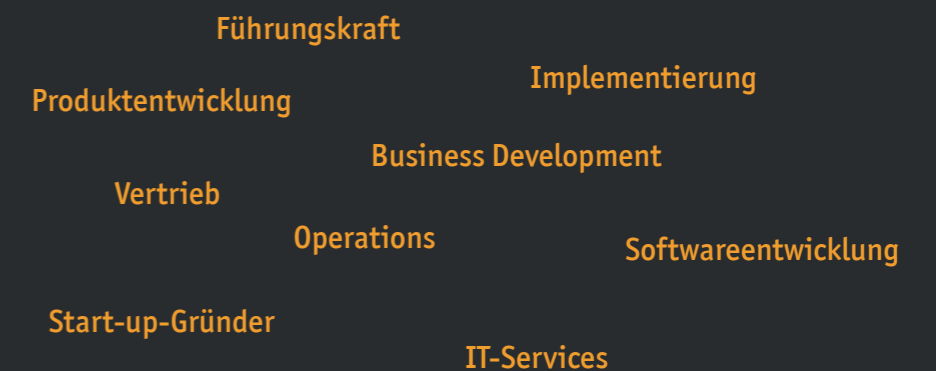 Führungskraft
Implementierung
Produktentwicklung
Business Development
Vertrieb
Operations
Softwareentwicklung
Start-up-Gründer
IT-Services